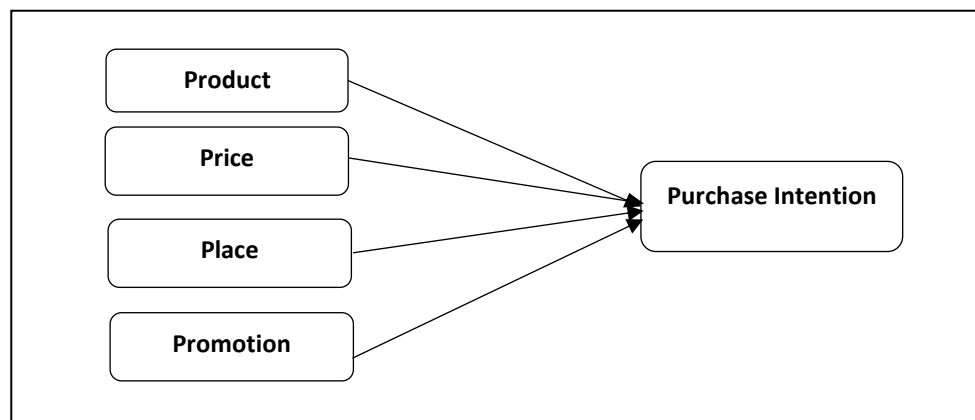 Product
Price
Place
Promotion
Purchase Intention